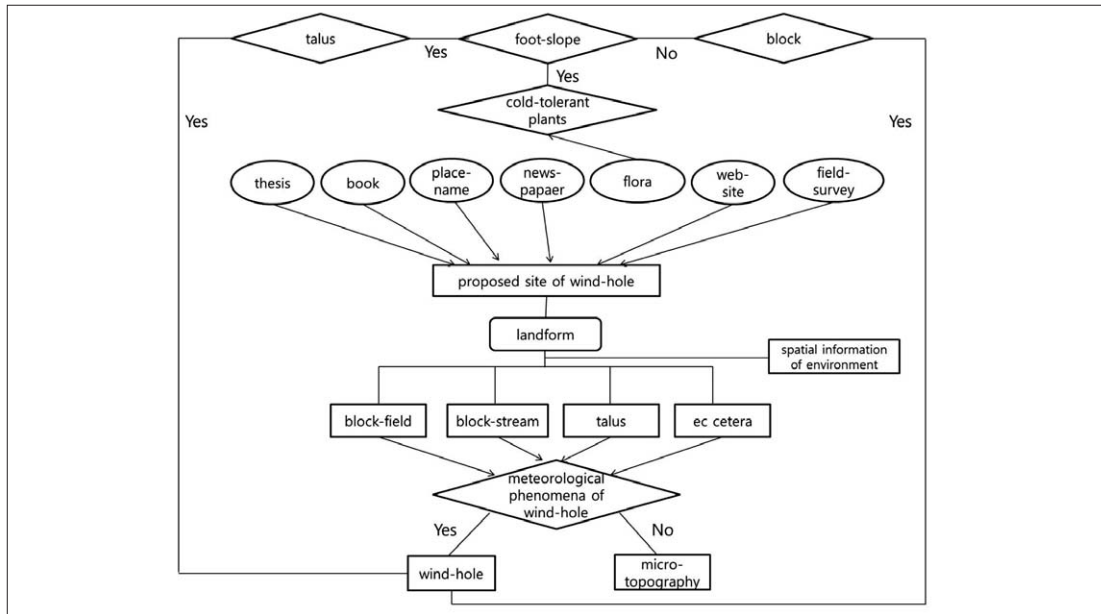 talus
Yes
foot-slope
No
block
Yes
cold-tolerant
plants
Yes
Yes
thesis
book
place-
name
news-
papaer
flora
web-
site
field-
survey
proposed site of wind-hole
landform
spatial information
of environment
block-field
block-stream
talus
ec cetera
meteorological
phenomena of
wind-hole
Yes
No
wind-hole
micro-
topography